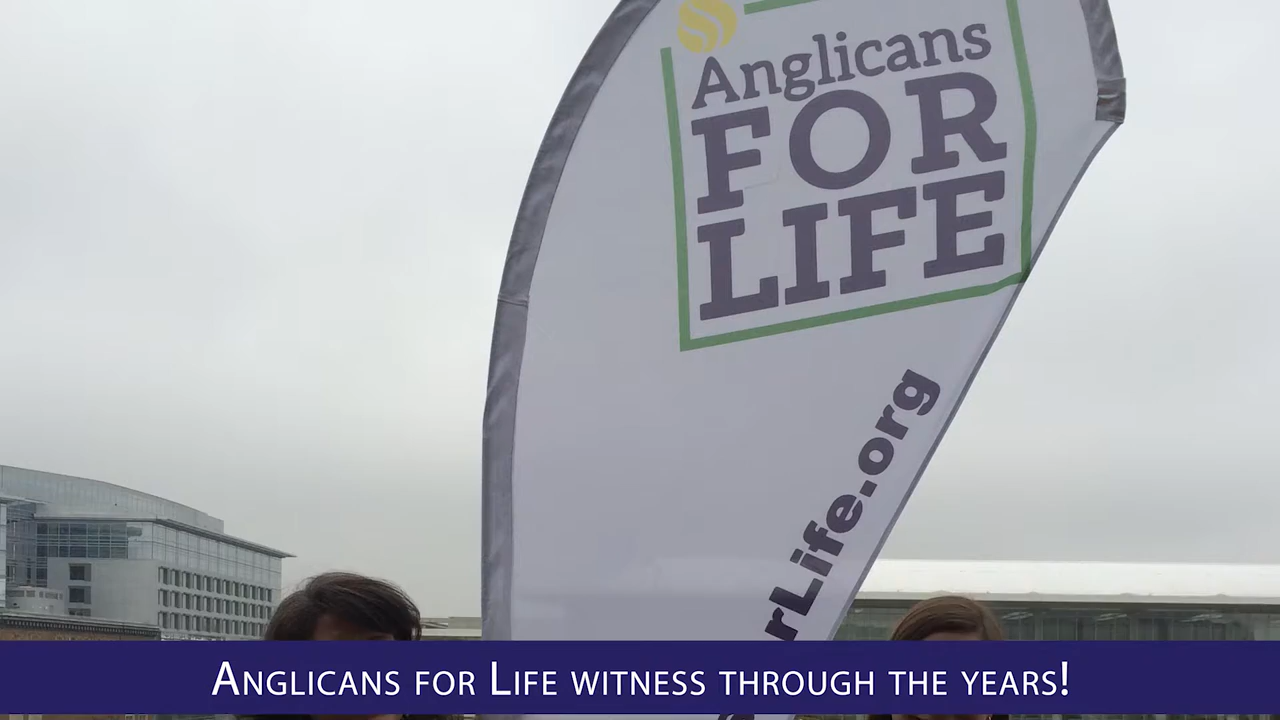 Anglicans
FOR
LIFE
rLife.org
Anglicans for Life witness through the years!